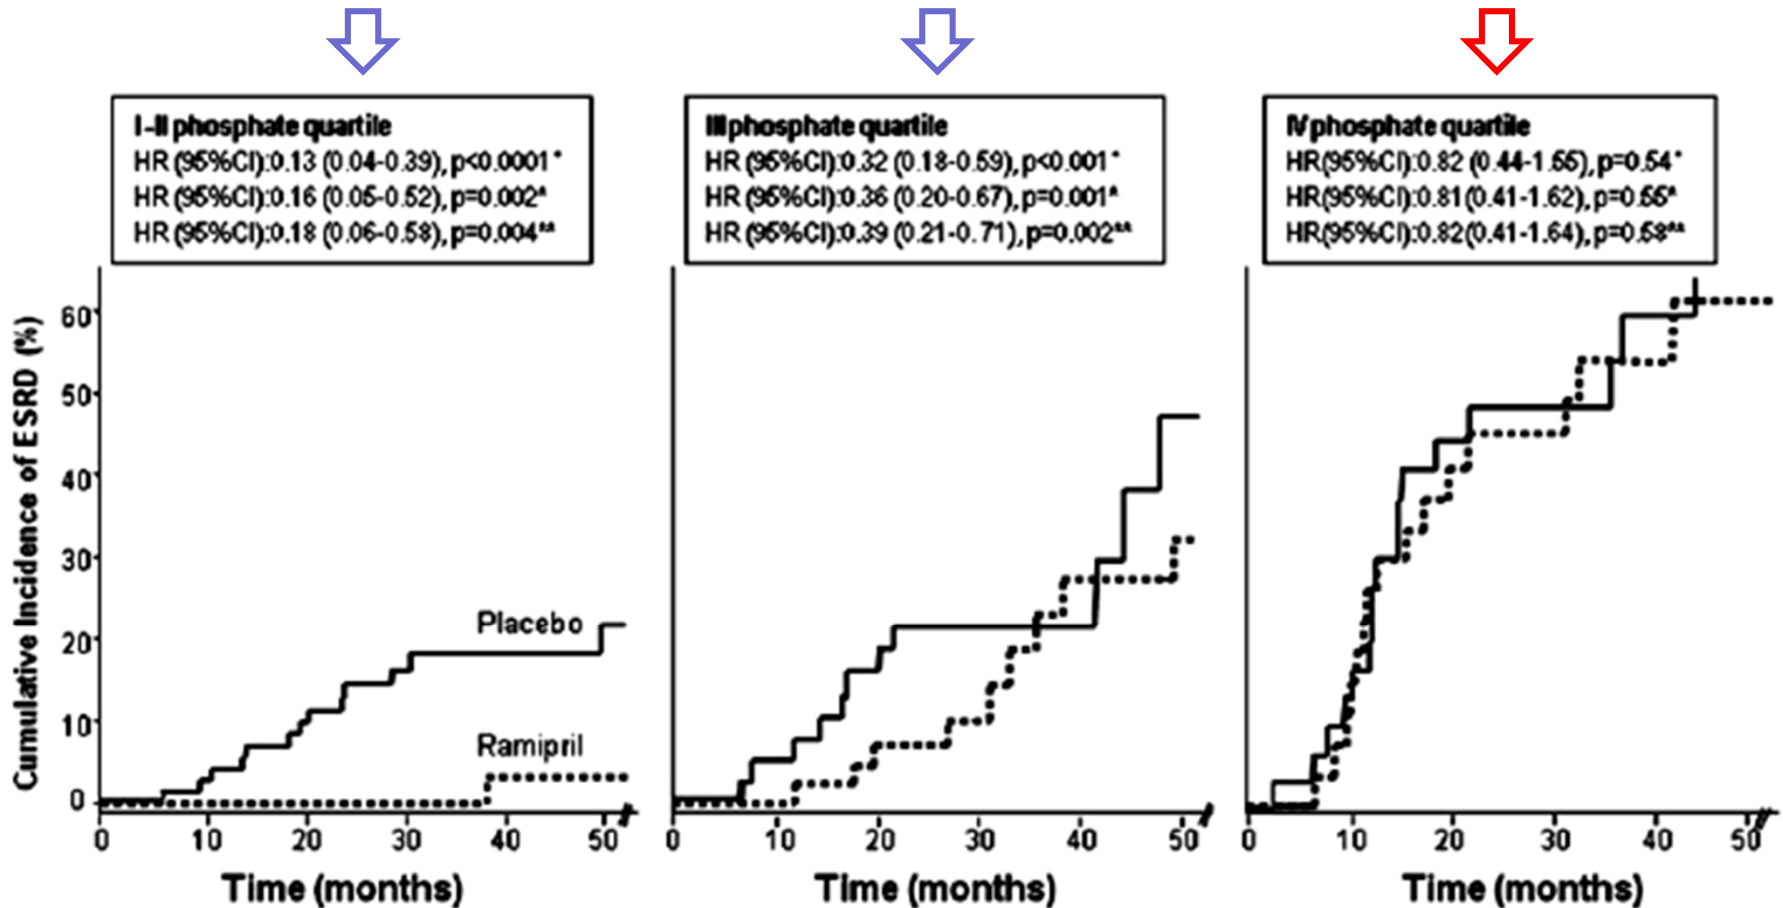 I-II phosphate quartile
HR (95%CI):0.13 (0.04-0.39), p<0.0001*
HR (95%CI):0.16 (0.05-0.52), p=0.002^
HR (95%CI):0.18 (0.06-0.58), p=0.004^^
III phosphate quartile
HR (95%CI):0.32 (0.18-0.59), p<0.001*
HR (95%CI):0.36 (0.20-0.67), p=0.001^
HR (95%CI):0.39 (0.21-0.71), p=0.002^^
IV phosphate quartile
HR(95%CI):0.82 (0.44-1.55), p=0.54*
HR(95%CI):0.81(0.41-1.62), p=0.55^
HR(95%CI):0.82(0.41-1.64), p=0.58^^
Cumulative Incidence of ESRD (%)
60
50
40
30
20
10
0
Placebo
Ramipril
0 10 20 30 40 50
0 10 20 30 40 50
0 10 20 30 40 50
Time (months)
Time (months)
Time (months)